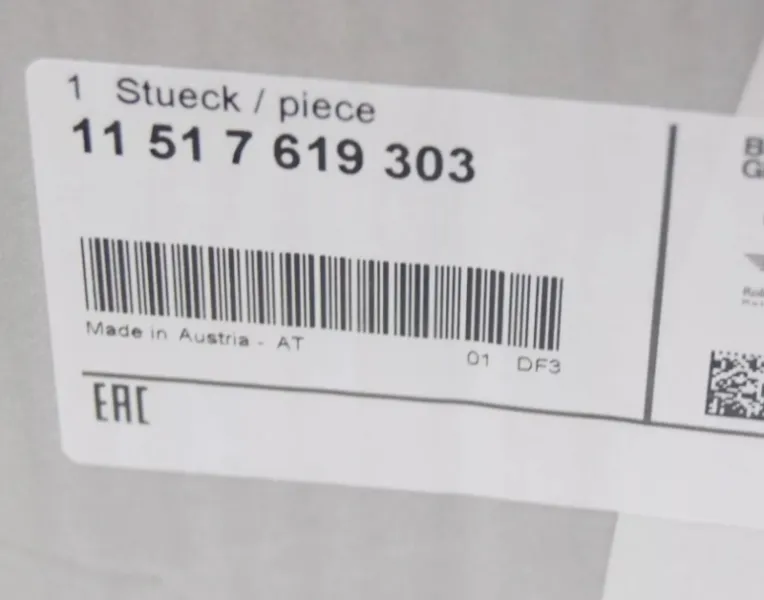 1 Stueck / piece
11 51 7 619 303
Made in Austria - AT
01 DF3
EAC